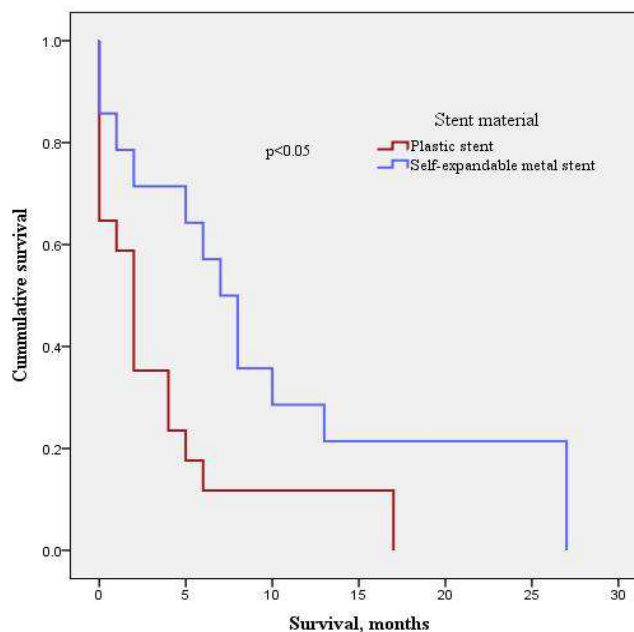 1.0
0.8
0.6
0.4
0.2
0.0
Cummulative survival
p<0.05
Stent material
Plastic stent
Self-expandable metal stent
0 5 10 15 20 25 30
Survival, months